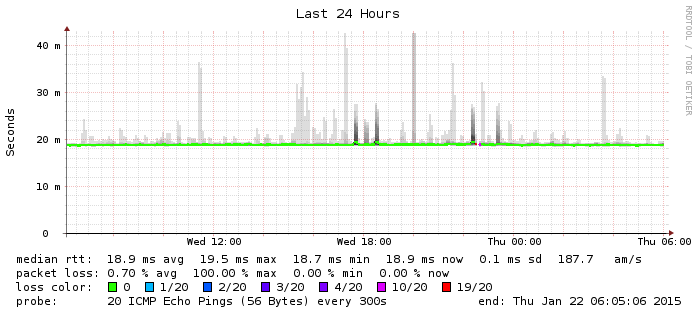 Last 24 Hours
RRDTOOL / TOBI OETIKER
Seconds
40 m
30 m
20 m
10 m
0
Wed 12:00 Wed 18:00 Thu 00:00 Thu 06:00
median rtt: 18.9 ms avg 19.5 ms max 18.7 ms min 18.9 ms now 0.1 ms sd 187.7 am/s
packet loss: 0.70 % avg 100.00 % max 0.00 % min 0.00 % now
loss color: 0 1/20 2/20 3/20 4/20 10/20 19/20
probe: 20 ICMP Echo Pings (56 Bytes) every 300s end: Thu Jan 22 06:05:06 2015